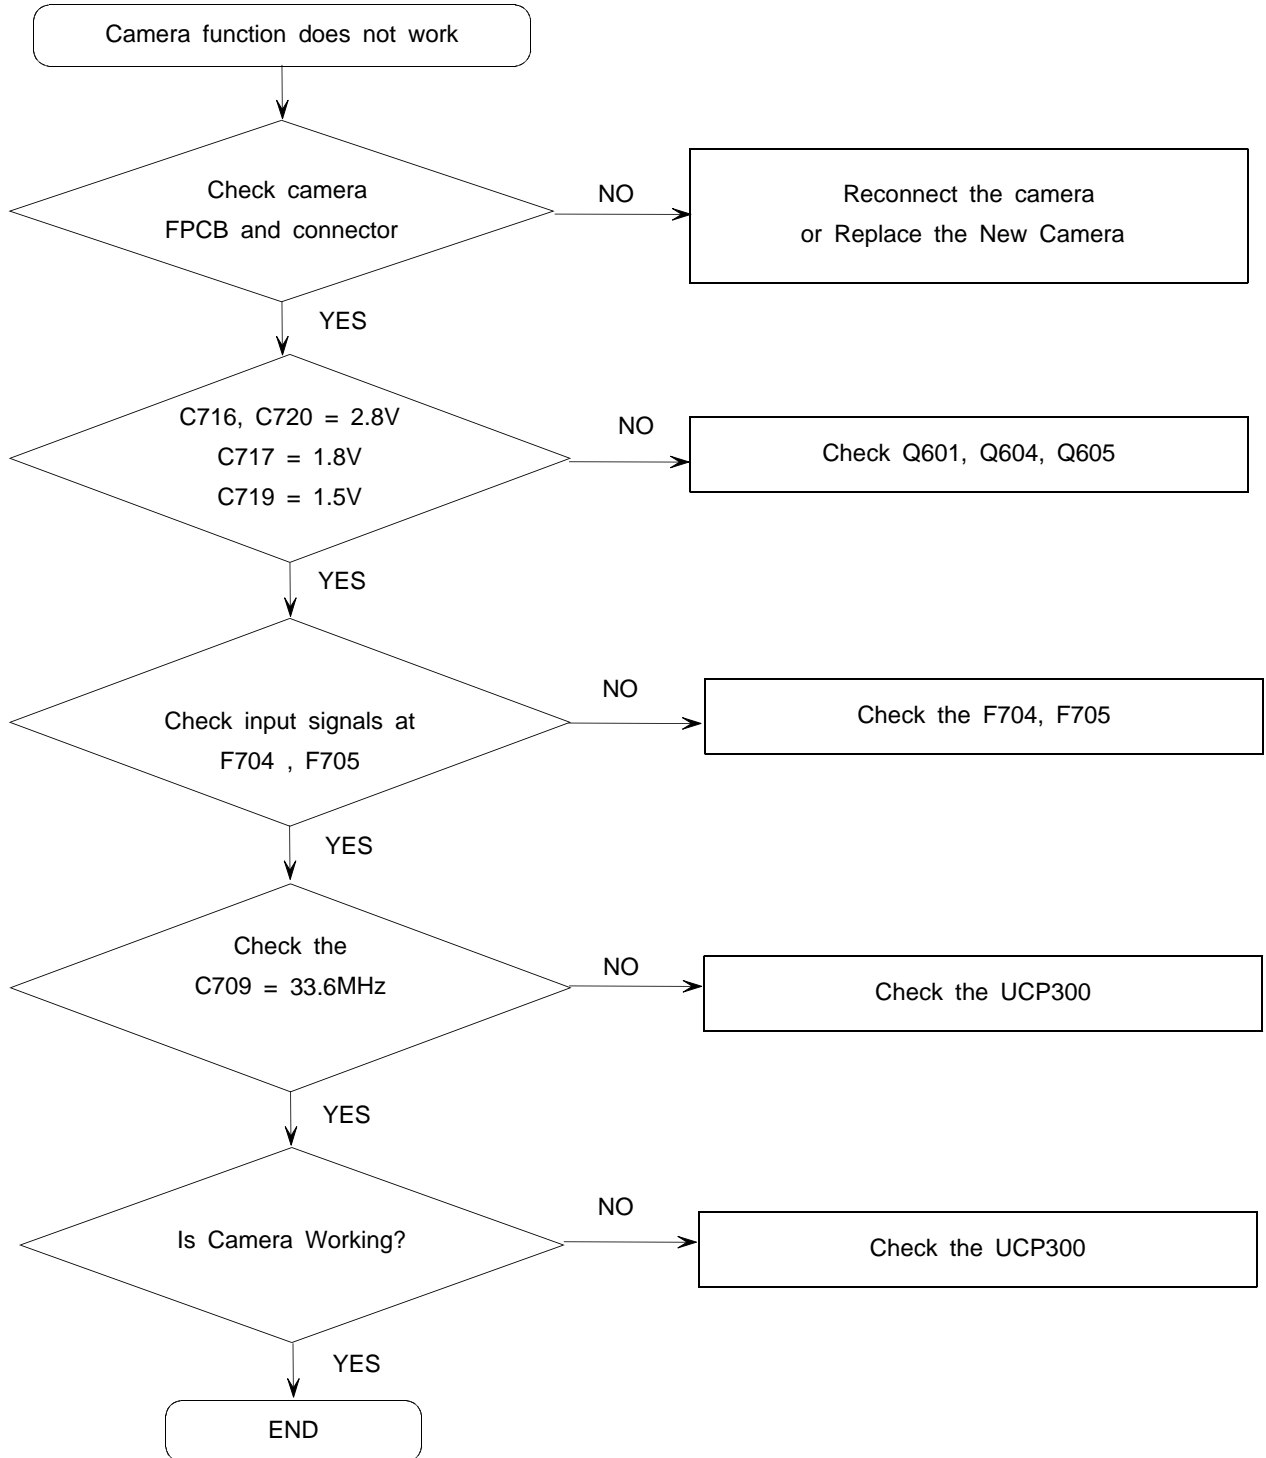 Camera function does not work
Check camera
FPCB and connector
NO
Reconnect the camera
or Replace the New Camera
YES
C716, C720 = 2.8V
C717 = 1.8V
C719 = 1.5V
NO
Check Q601, Q604, Q605
YES
Check input signals at
F704 , F705
NO
Check the F704, F705
YES
Check the
C709 = 33.6MHz
NO
Check the UCP300
YES
Is Camera Working?
NO
Check the UCP300
YES
END